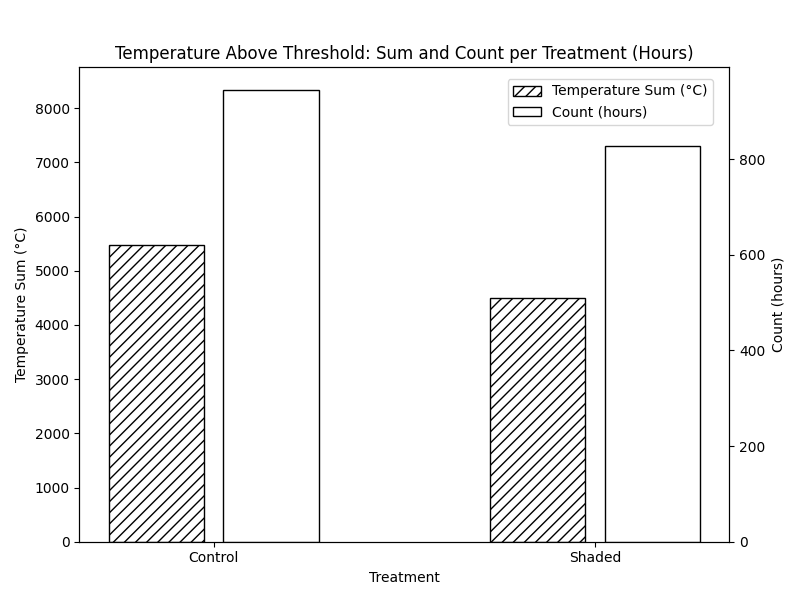 Temperature Above Threshold: Sum and Count per Treatment (Hours)
Temperature Sum (°C)
Count (hours)
8000
7000
6000
5000
4000
3000
2000
1000
0
Temperature Sum (°C)
800
600
400
200
0
Count (hours)
Control
Shaded
Treatment